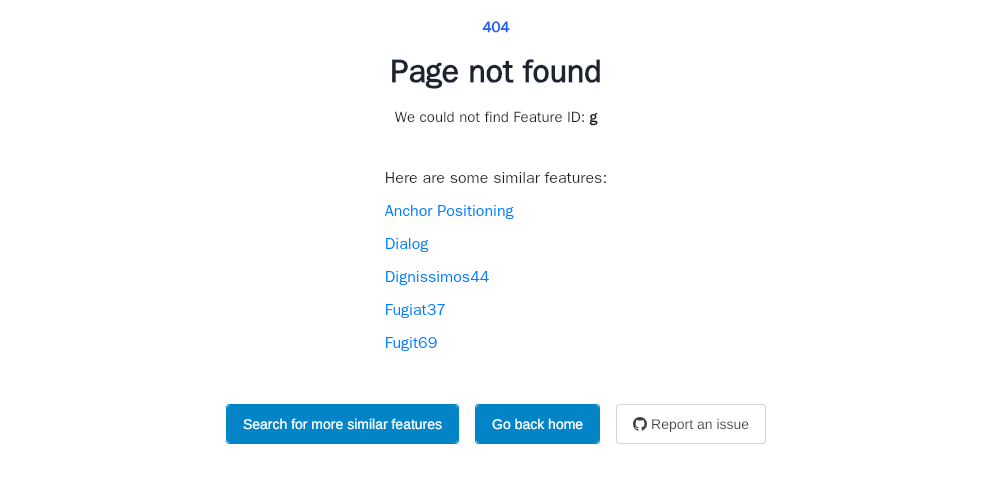 404
Page not found
We could not find Feature ID: g
Here are some similar features:
Anchor Positioning
Dialog
Dignissimos44
Fugiat37
Fugit69
Search for more similar features
Go back home
Report an issue